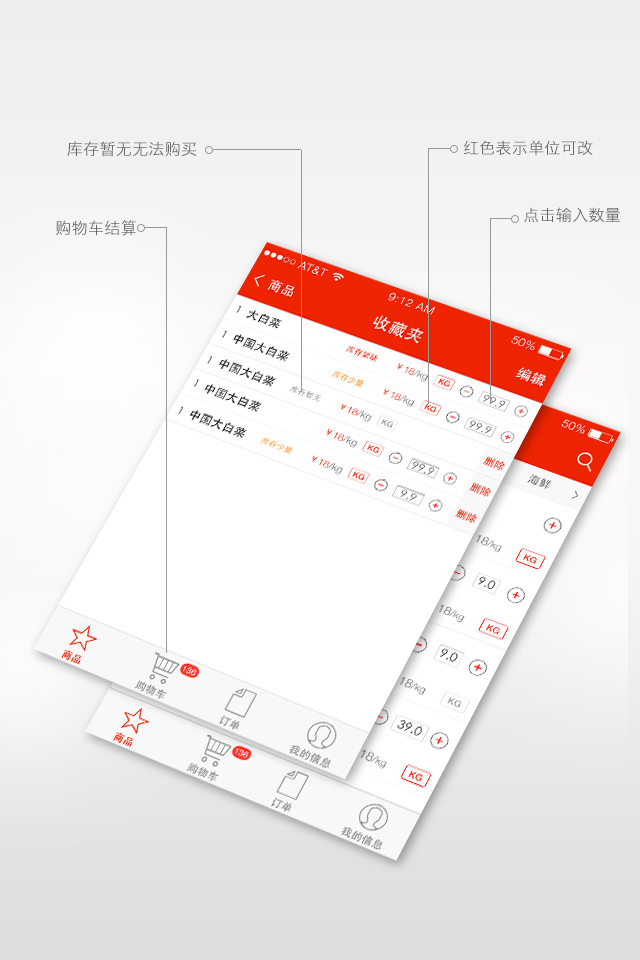 库存暂无无法购买
红色表示单位可改
购物车结算
点击输入数量
AT&T
9:12 AM
50%
商品
收藏夹
编辑
1 大白菜
库存紧缺 ¥18/kg KG 99.9
1 中国大白菜
库存少量 ¥18/kg KG 99.9
1 中国大白菜
库存暂无 ¥18/kg KG
删除
1 中国大白菜
¥18/kg KG 99.9
删除
1 中国大白菜
库存少量 ¥18/kg KG 9.9
删除
商品
购物车
136
订单
我的信息
50%
海鲜
18/kg KG
9.0
18/kg KG
9.0
18/kg KG
39.0
18/kg KG
商品
购物车
136
订单
我的信息